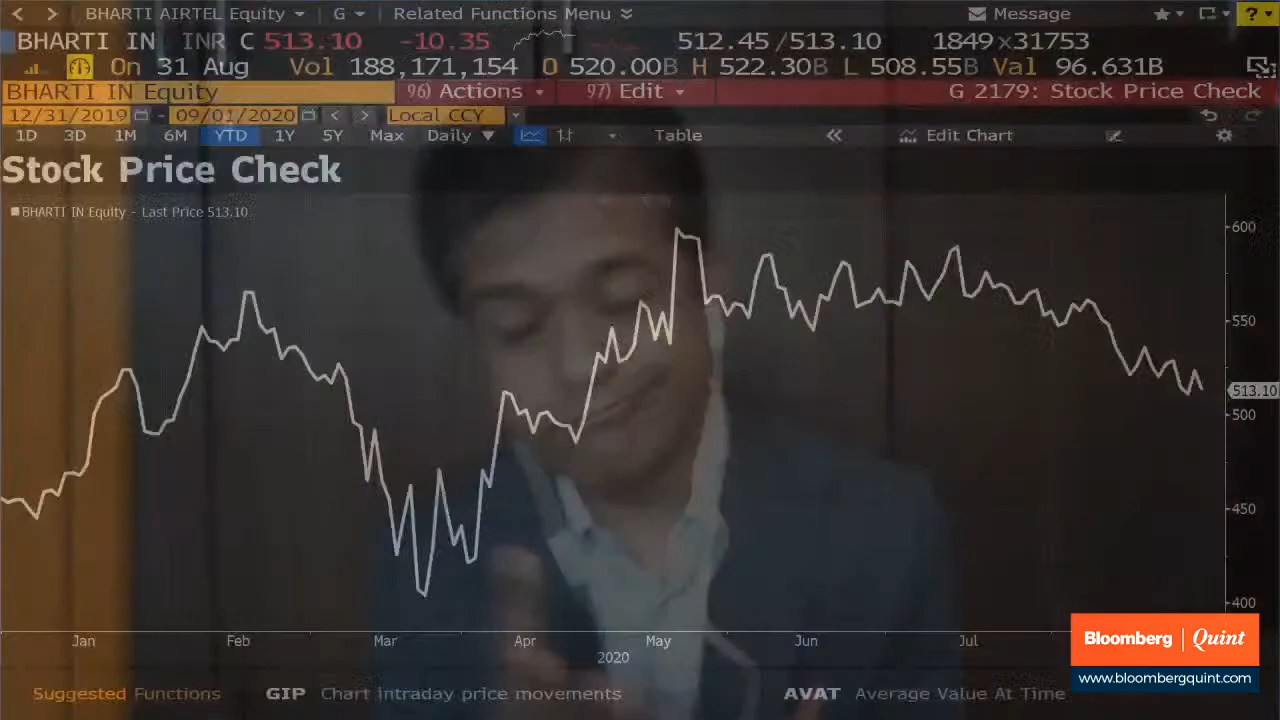 BHARTI AIRTEL Equity G Related Functions Menu Message ?
BHARTI IN INR C 513.10 -10.35 512.45/513.10 1849x31753
On 31 Aug Vol 188,171,154 O 520.00B H 522.30B L 508.55B Val 96.631B
BHARTI IN Equity 96) Actions 97) Edit G 2179: Stock Price Check
12/31/2019 - 09/01/2020 < > Local CCY
1D 3D 1M 6M YTD 1Y 5Y Max Daily Table Edit Chart
Stock Price Check
BHARTI IN Equity - Last Price 513.10
600
550
513.10
500
450
400
Jan Feb Mar Apr May Jun Jul
2020
Bloomberg | Quint
www.bloombergquint.com
Suggested Functions GIP Chart intraday price movements AVAT Average Value At Time